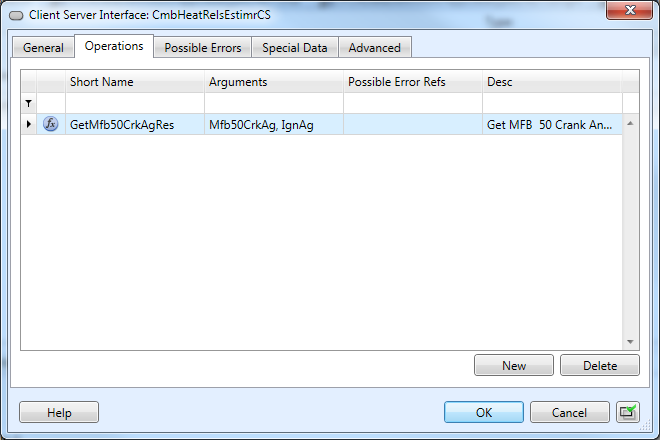 Client Server Interface: CmbHeatRelsEstimrCS
General Operations Possible Errors Special Data Advanced
Short Name Arguments Possible Error Refs Desc
GetMfb50CrkAgRes Mfb50CrkAg, IgnAg Get MFB 50 Crank An...
New Delete
Help OK Cancel